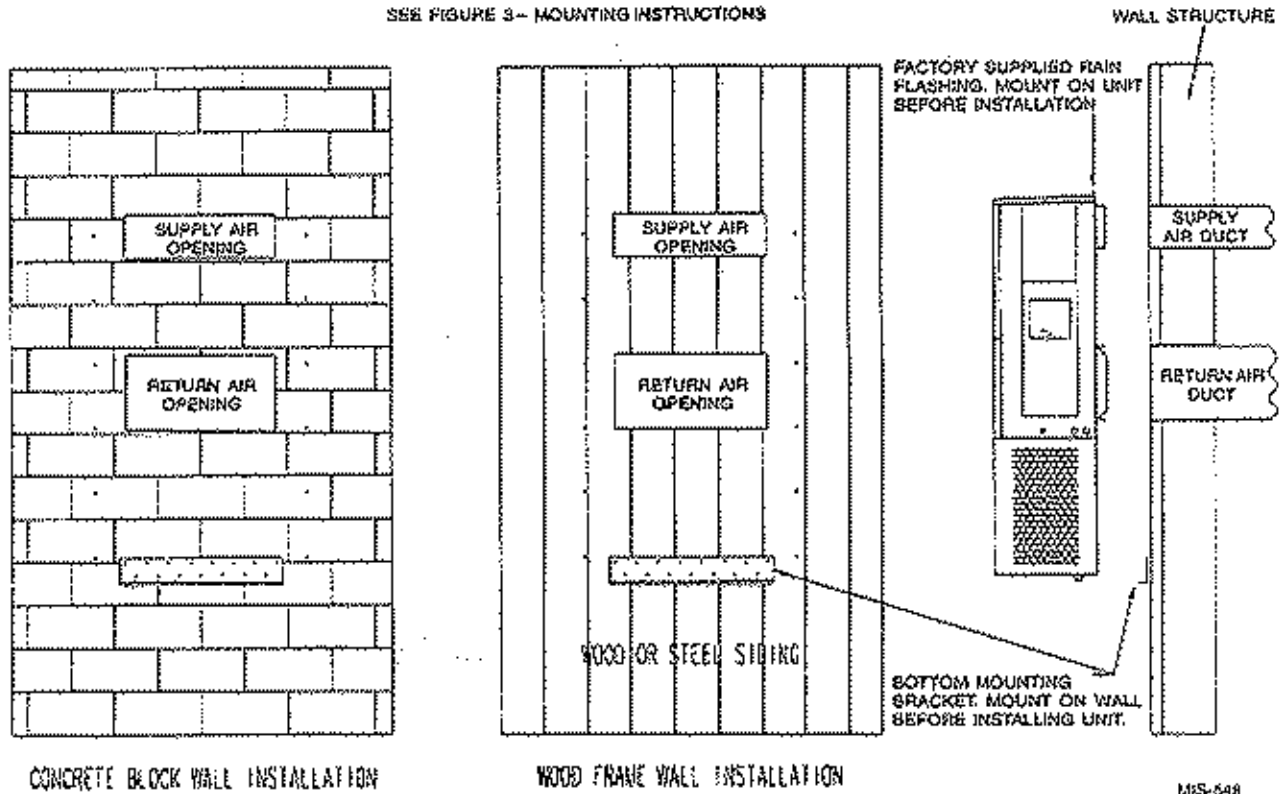 SEE FIGURE 3 - MOUNTING INSTRUCTIONS
WALL STRUCTURE
FACTORY SUPPLIED RAIN
FLASHING. MOUNT ON UNIT
BEFORE INSTALLATION
SUPPLY AIR
OPENING
SUPPLY AIR
OPENING
SUPPLY
AIR DUCT
RETURN AIR
OPENING
RETURN AIR
OPENING
RETURN AIR
DUCT
WOOD OR STEEL SIDING
BOTTOM MOUNTING
BRACKET. MOUNT ON WALL
BEFORE INSTALLING UNIT.
CONCRETE BLOCK WALL INSTALLATION
WOOD FRAME WALL INSTALLATION
MIS-548